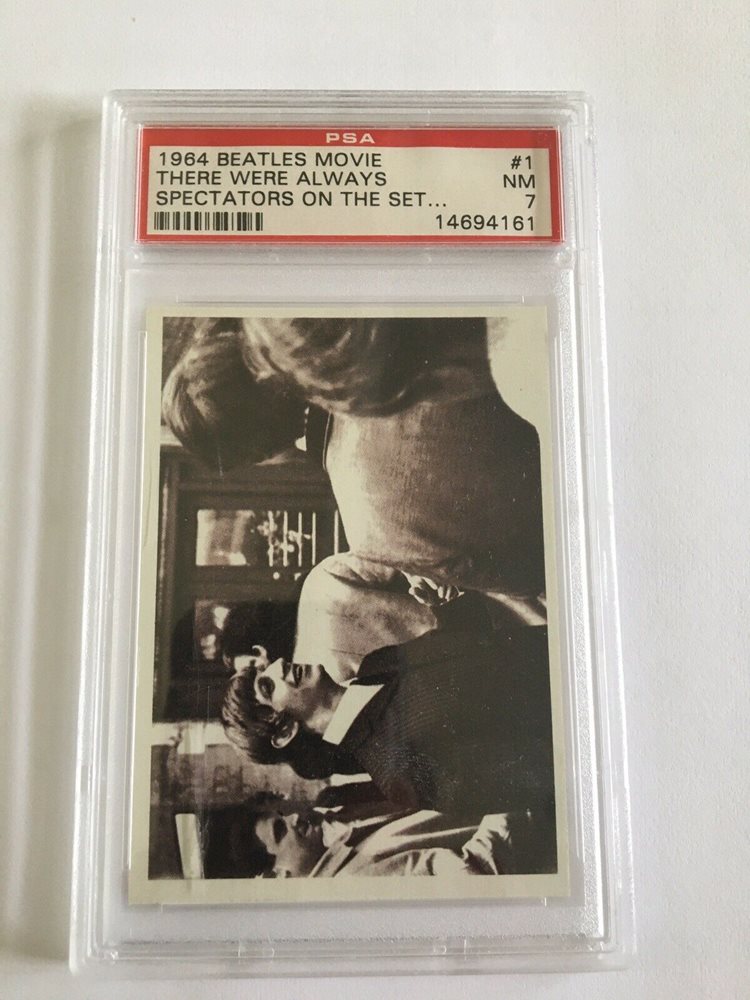 PSA
1964 BEATLES MOVIE #1
THERE WERE ALWAYS NM
SPECTATORS ON THE SET... 7
14694161